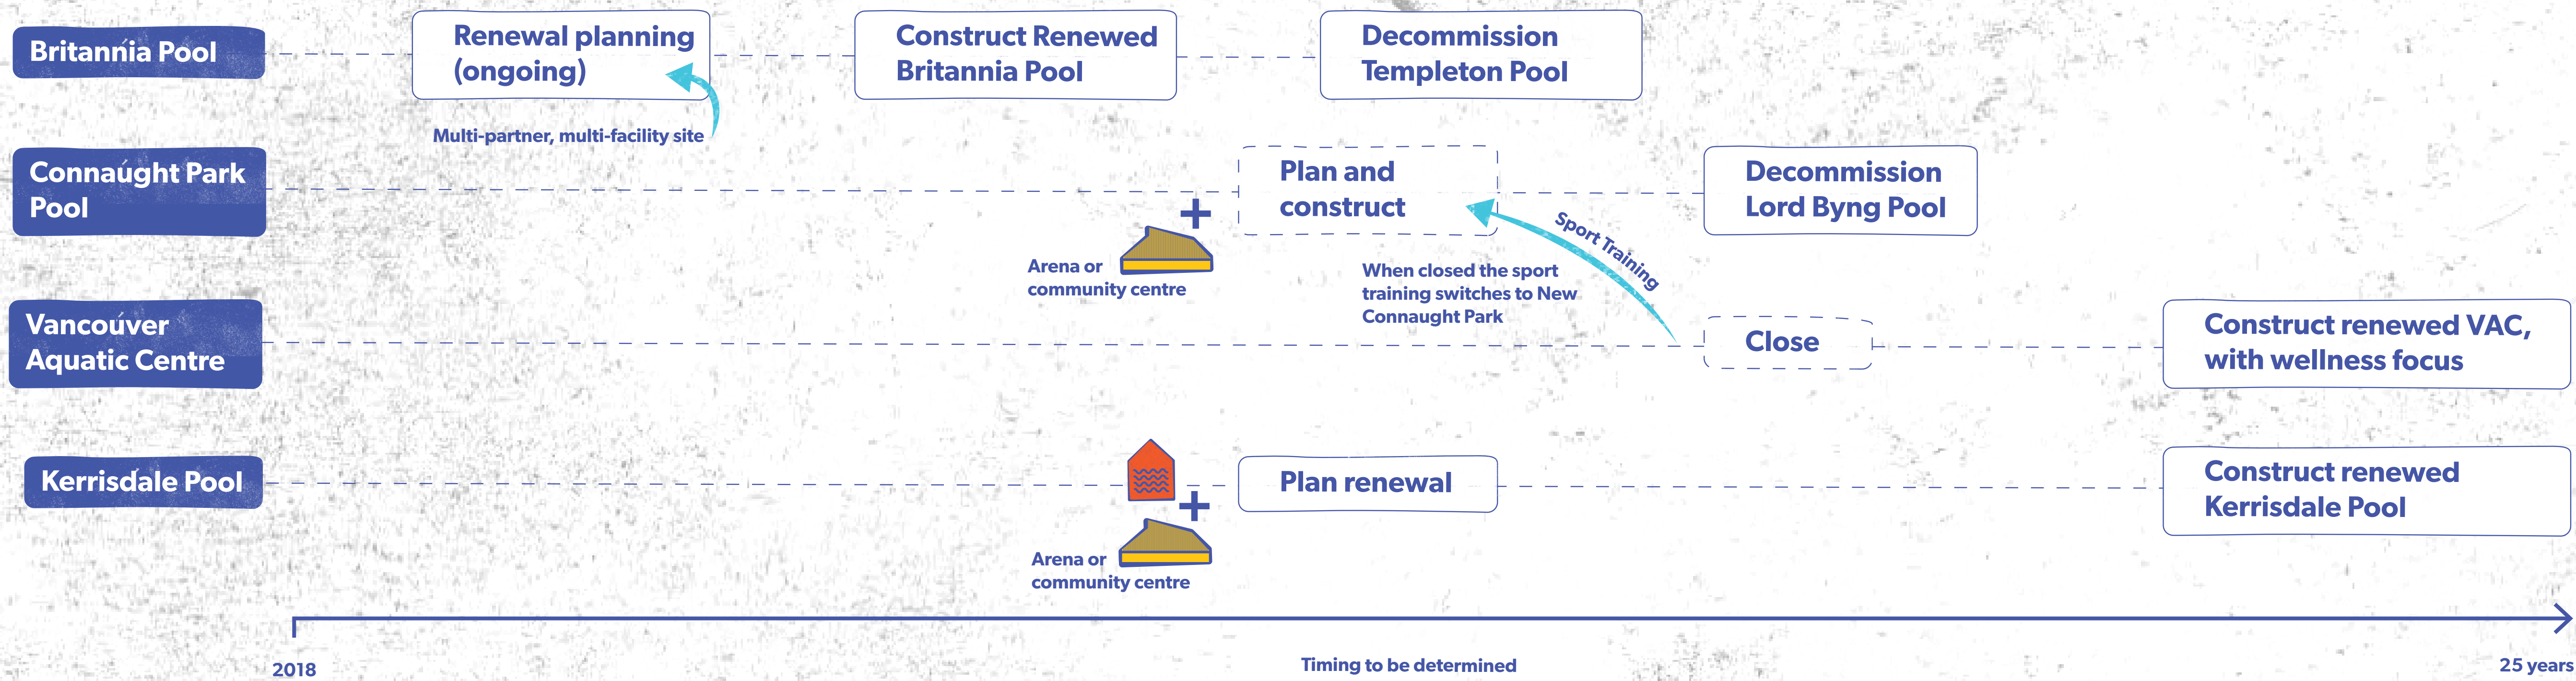 Britannia Pool
Renewal planning
(ongoing)
Construct Renewed
Britannia Pool
Decommission
Templeton Pool
Multi-partner, multi-facility site
Connaught Park
Pool
Plan and
construct
Decommission
Lord Byng Pool
+
Arena or
community centre
Sport Training
When closed the sport
training switches to New
Connaught Park
Vancouver
Aquatic Centre
Close
Construct renewed VAC,
with wellness focus
Kerrisdale Pool
Plan renewal
Construct renewed
Kerrisdale Pool
+
Arena or
community centre
2018
Timing to be determined
25 years